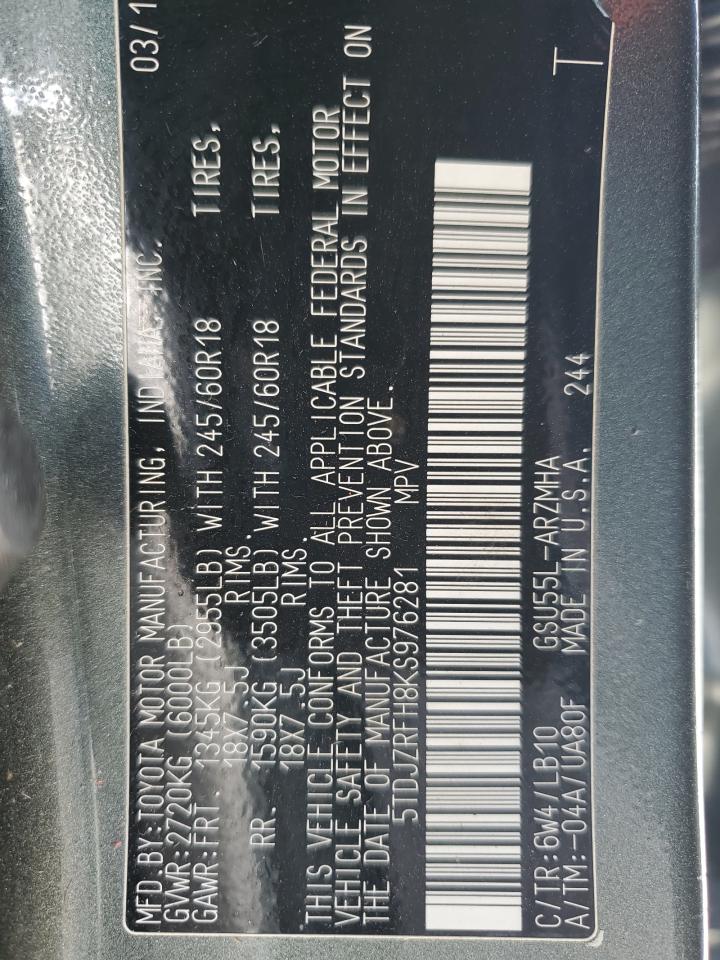 MFD.BY:TOYOTA MOTOR MANUFACTURING, INDIANA, INC. 03/1
GVWR:2720KG (6000LB)
GAWR:FRT. 1345KG (2955LB) WITH 245/60R18 TIRES,
18X7.5J RIMS.
RR. 1590KG (3505LB) WITH 245/60R18 TIRES,
18X7.5J RIMS.
THIS VEHICLE CONFORMS TO ALL APPLICABLE FEDERAL MOTOR
VEHICLE SAFETY AND THEFT PREVENTION STANDARDS IN EFFECT ON
THE DATE OF MANUFACTURE SHOWN ABOVE.
5TDJZRFH8KS976281 MPV
C/TR:6W4/LB10 GSU55L-ARZMHA
A/TM:-04A/UA80F MADE IN U.S.A. 244 T